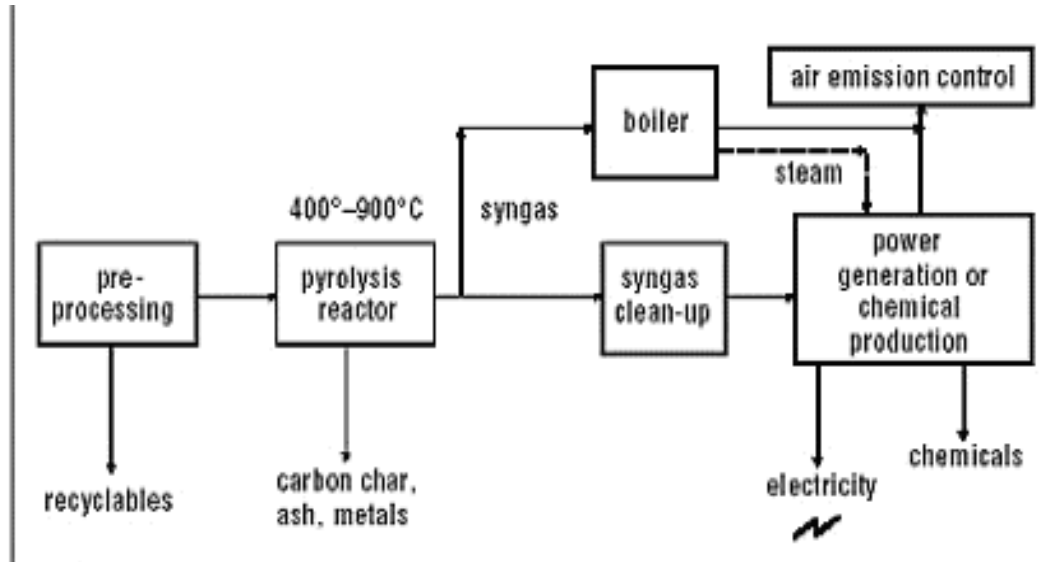 air emission control
boiler
steam
400°–900°C
syngas
pre-
processing
pyrolysis
reactor
syngas
clean-up
power
generation or
chemical
production
recyclables
carbon char,
ash, metals
electricity
chemicals